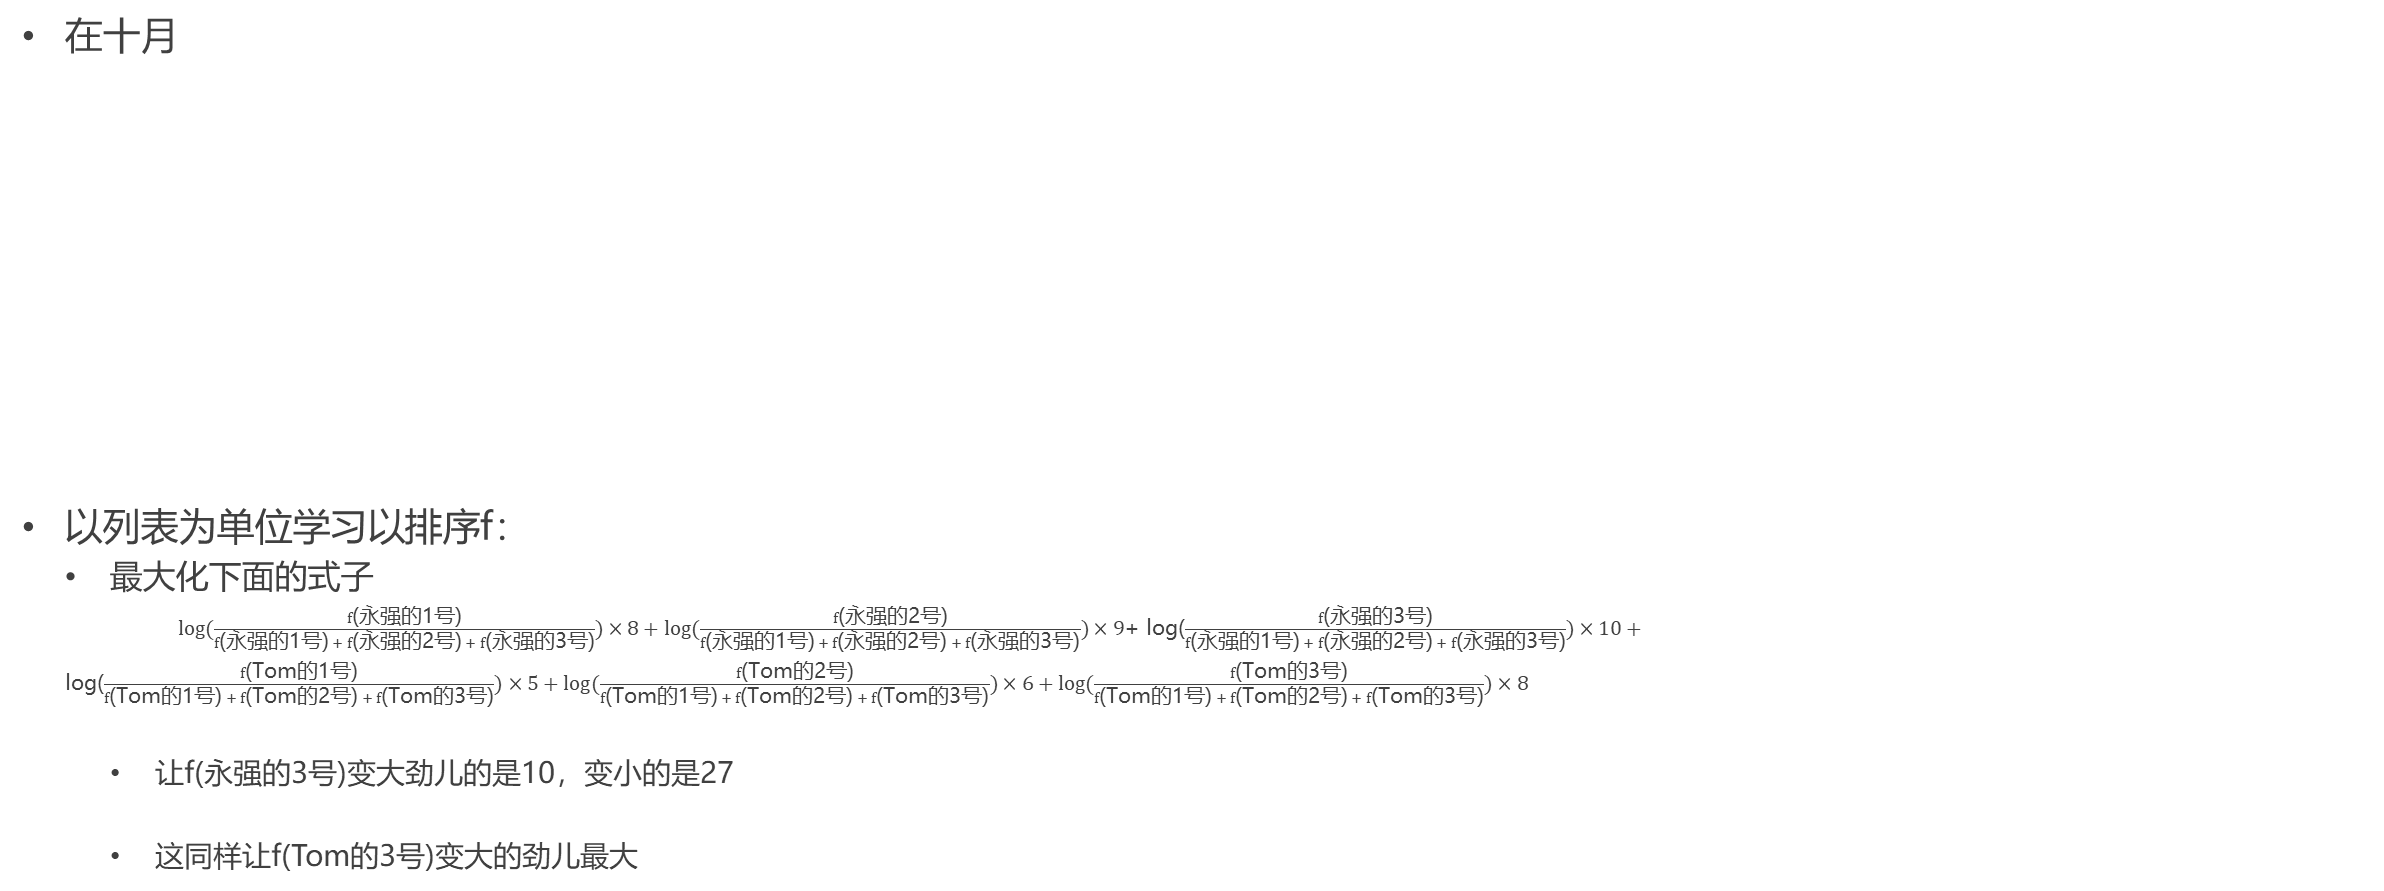 • 在十月
• 以列表为单位学习以排序f：
• 最大化下面的式子
log(f(永强的1号)/(f(永强的1号) + f(永强的2号) + f(永强的3号))) × 8 + log(f(永强的2号)/(f(永强的1号) + f(永强的2号) + f(永强的3号))) × 9+ log(f(永强的3号)/(f(永强的1号) + f(永强的2号) + f(永强的3号))) × 10 +
log(f(Tom的1号)/(f(Tom的1号) + f(Tom的2号) + f(Tom的3号))) × 5 + log(f(Tom的2号)/(f(Tom的1号) + f(Tom的2号) + f(Tom的3号))) × 6 + log(f(Tom的3号)/(f(Tom的1号) + f(Tom的2号) + f(Tom的3号))) × 8
• 让f(永强的3号)变大劲儿的是10，变小的是27
• 这同样让f(Tom的3号)变大的劲儿最大